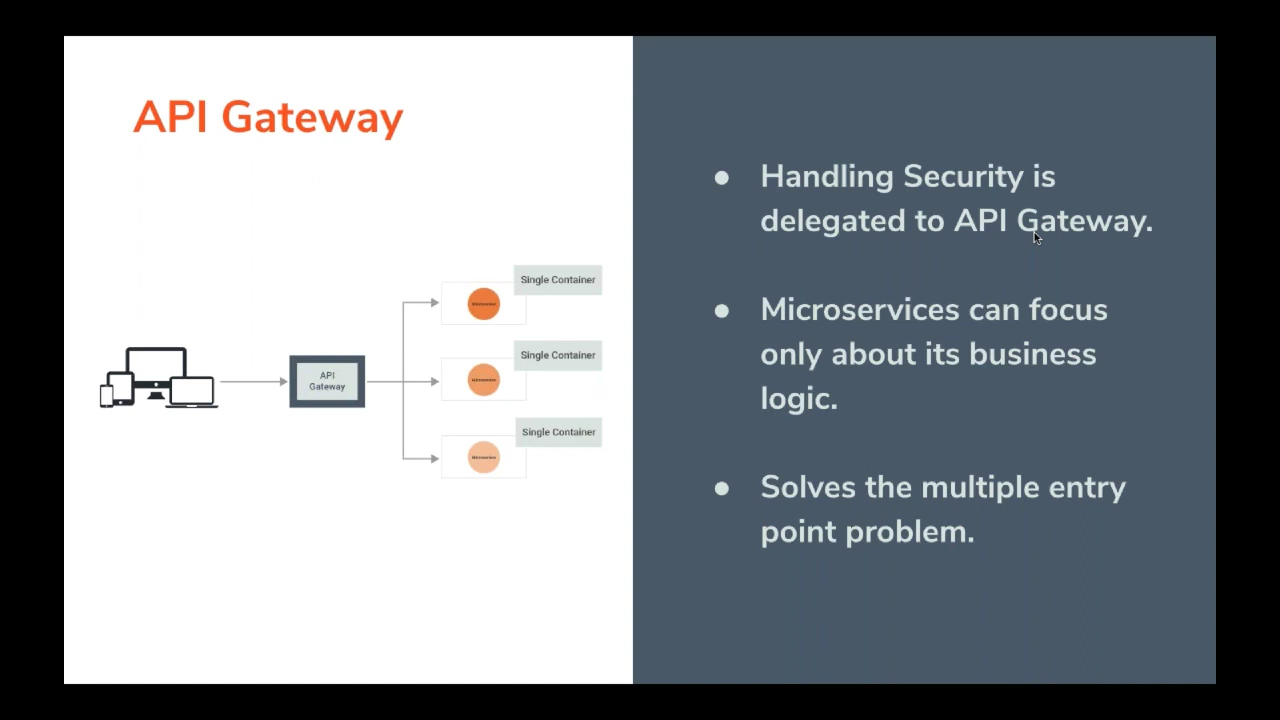 API Gateway
Handling Security is
delegated to API Gateway.
Microservices can focus
only about its business
logic.
Solves the multiple entry
point problem.
API
Gateway
Single Container
Single Container
Single Container